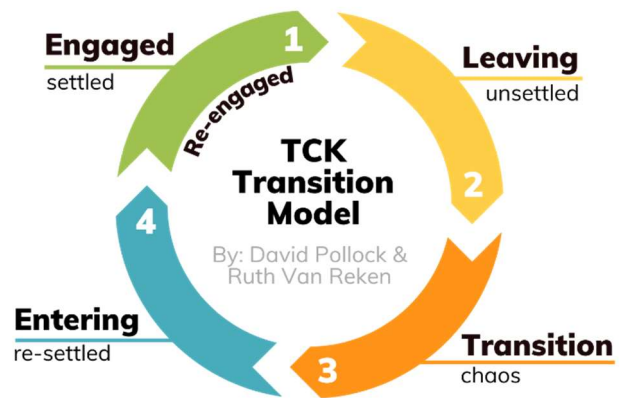 Engaged
settled
1
Re-engaged
Leaving
unsettled
2
TCK
Transition
Model
By: David Pollock &
Ruth Van Reken
4
Entering
re-settled
3
Transition
chaos